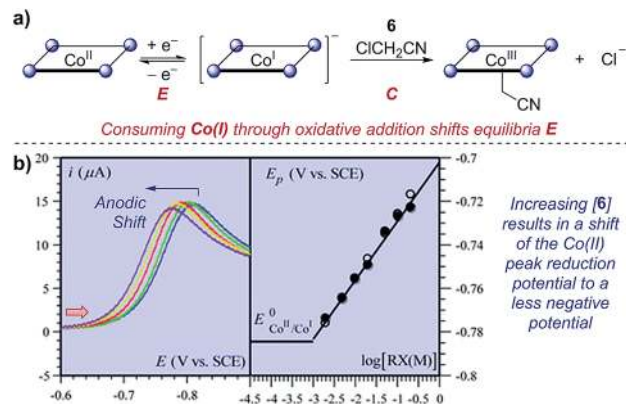 a)
Co^II
+ e⁻
− e⁻
E
Co^I
−
6
ClCH₂CN
C
Co^III
CN
+ Cl⁻
Consuming Co(I) through oxidative addition shifts equilibria E
b)
i (μA)
Anodic
Shift
E (V vs. SCE)
20
15
10
5
0
-5
-0.6
-0.7
-0.8
E_p (V vs. SCE)
E⁰ Co^II/Co^I
log[RX(M)]
-4.5 -4 -3.5 -3 -2.5 -2 -1.5 -1 -0.5 0
-0.7
-0.72
-0.74
-0.76
-0.78
-0.8
Increasing [6]
results in a shift
of the Co(II)
peak reduction
potential to a
less negative
potential